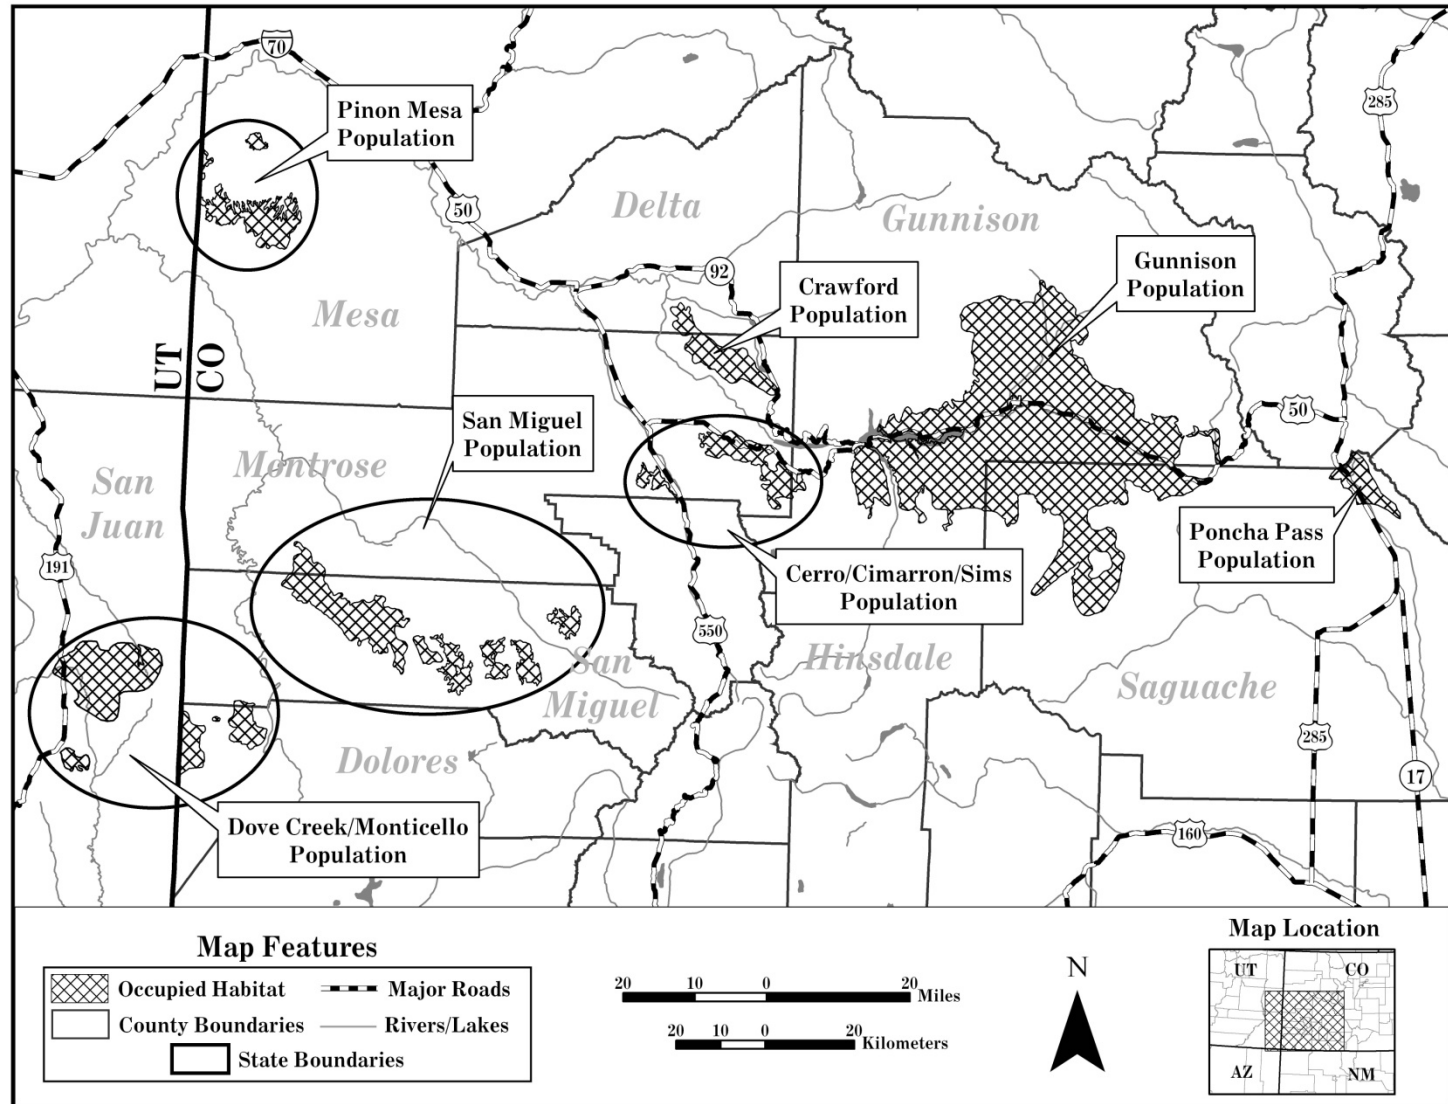 70
285
Pinon Mesa
Population
50
Delta
Gunnison
92
Gunnison
Population
Crawford
Population
Mesa
UT
CO
San Miguel
Population
50
Montrose
San
Juan
191
Poncha Pass
Population
Cerro/Cimarron/Sims
Population
550
San
Miguel
Hinsdale
Saguache
285
17
Dolores
160
Dove Creek/Monticello
Population
Map Features
Occupied Habitat
Major Roads
County Boundaries
Rivers/Lakes
State Boundaries
20 10 0 20
Miles
20 10 0 20
Kilometers
N
Map Location
UT
CO
AZ
NM